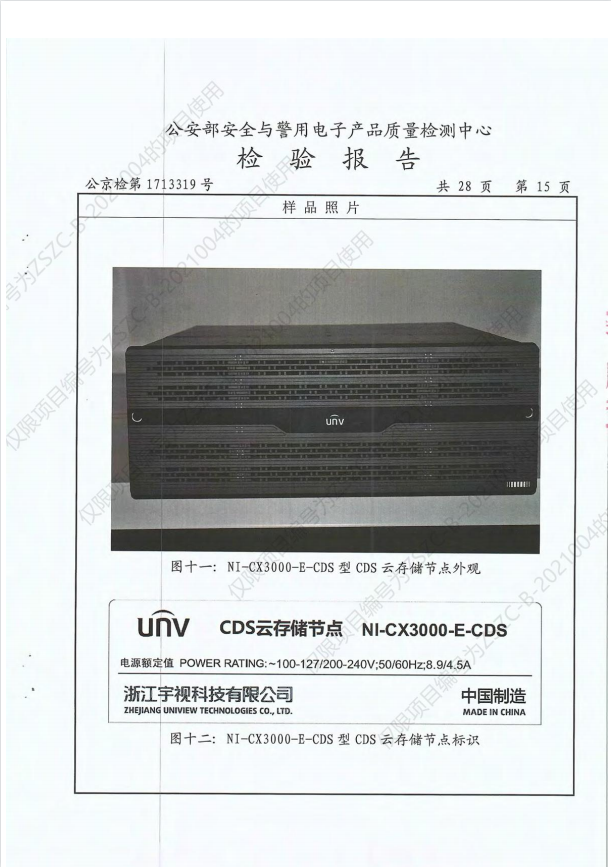 公安部安全与警用电子产品质量检测中心
检验报告
公京检第 1713319 号
共 28 页 第 15 页
样品照片
unv
图十一: NI-CX3000-E-CDS 型 CDS 云存储节点外观
unv CDS云存储节点 NI-CX3000-E-CDS
电源额定值 POWER RATING:~100-127/200-240V;50/60Hz;8.9/4.5A
浙江宇视科技有限公司 中国制造
ZHEJIANG UNIVIEW TECHNOLOGIES CO., LTD. MADE IN CHINA
图十二: NI-CX3000-E-CDS 型 CDS 云存储节点标识
仅限项目编号为ZSZC-B-2021004的项目使用